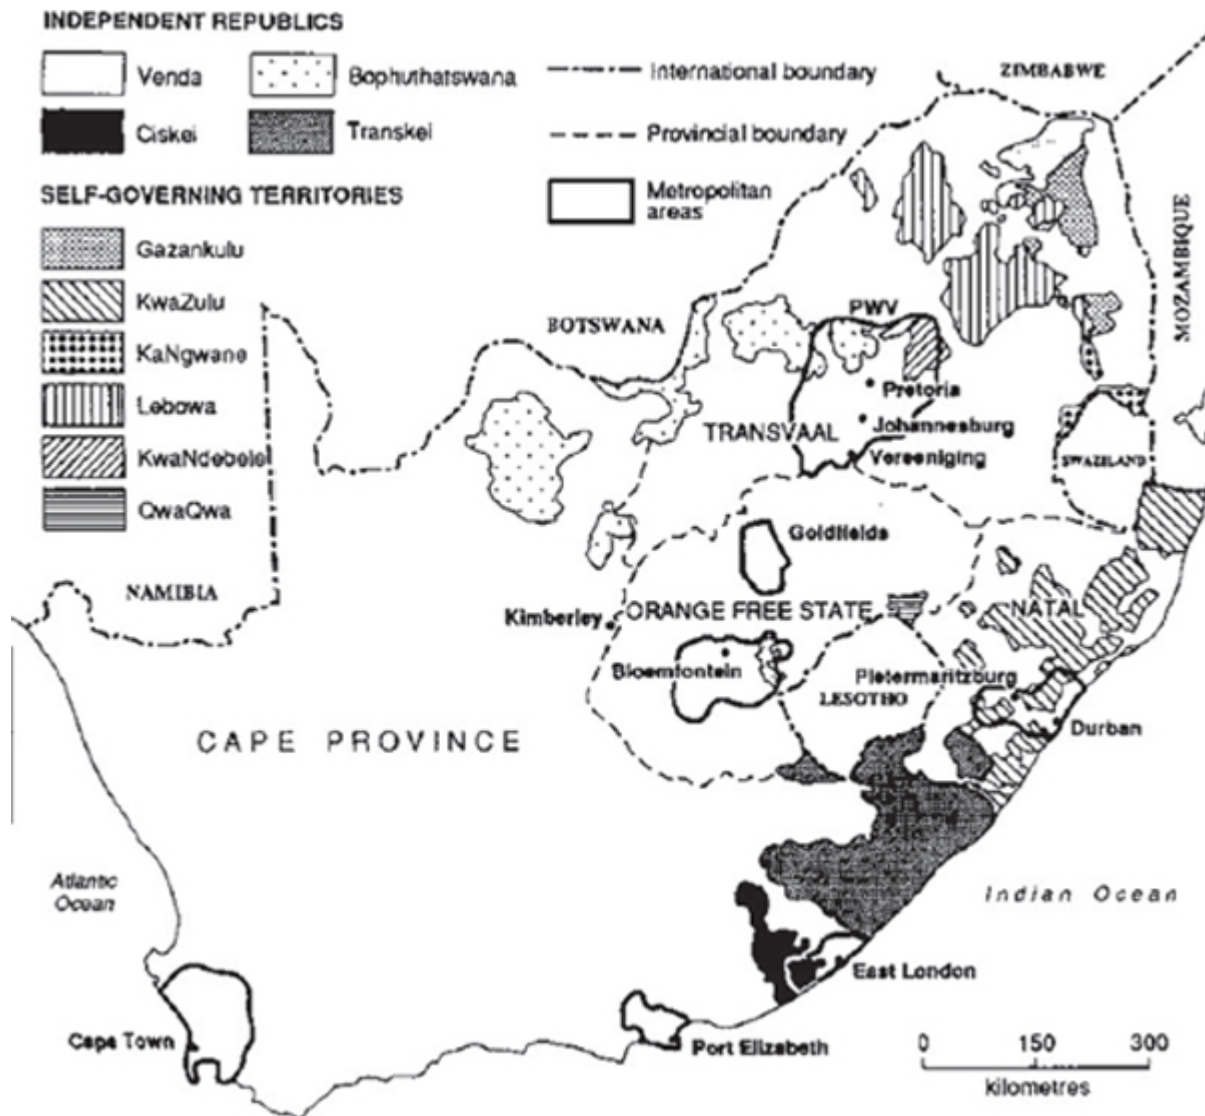 INDEPENDENT REPUBLICS
Venda
Bophuthatswana
Ciskei
Transkei
SELF-GOVERNING TERRITORIES
Gazankulu
KwaZulu
KaNgwane
Lebowa
KwaNdebele
QwaQwa
International boundary
Provincial boundary
Metropolitan
areas
ZIMBABWE
MOZAMBIQUE
BOTSWANA
PWV
Pretoria
Johannesburg
TRANSVAAL
Vereeniging
SWAZILAND
Goldfields
NAMIBIA
Kimberley
ORANGE FREE STATE
NATAL
Bloemfontein
Pietermaritzburg
LESOTHO
Durban
CAPE PROVINCE
Atlantic
Ocean
Indian Ocean
East London
Cape Town
Port Elizabeth
0 150 300
kilometres